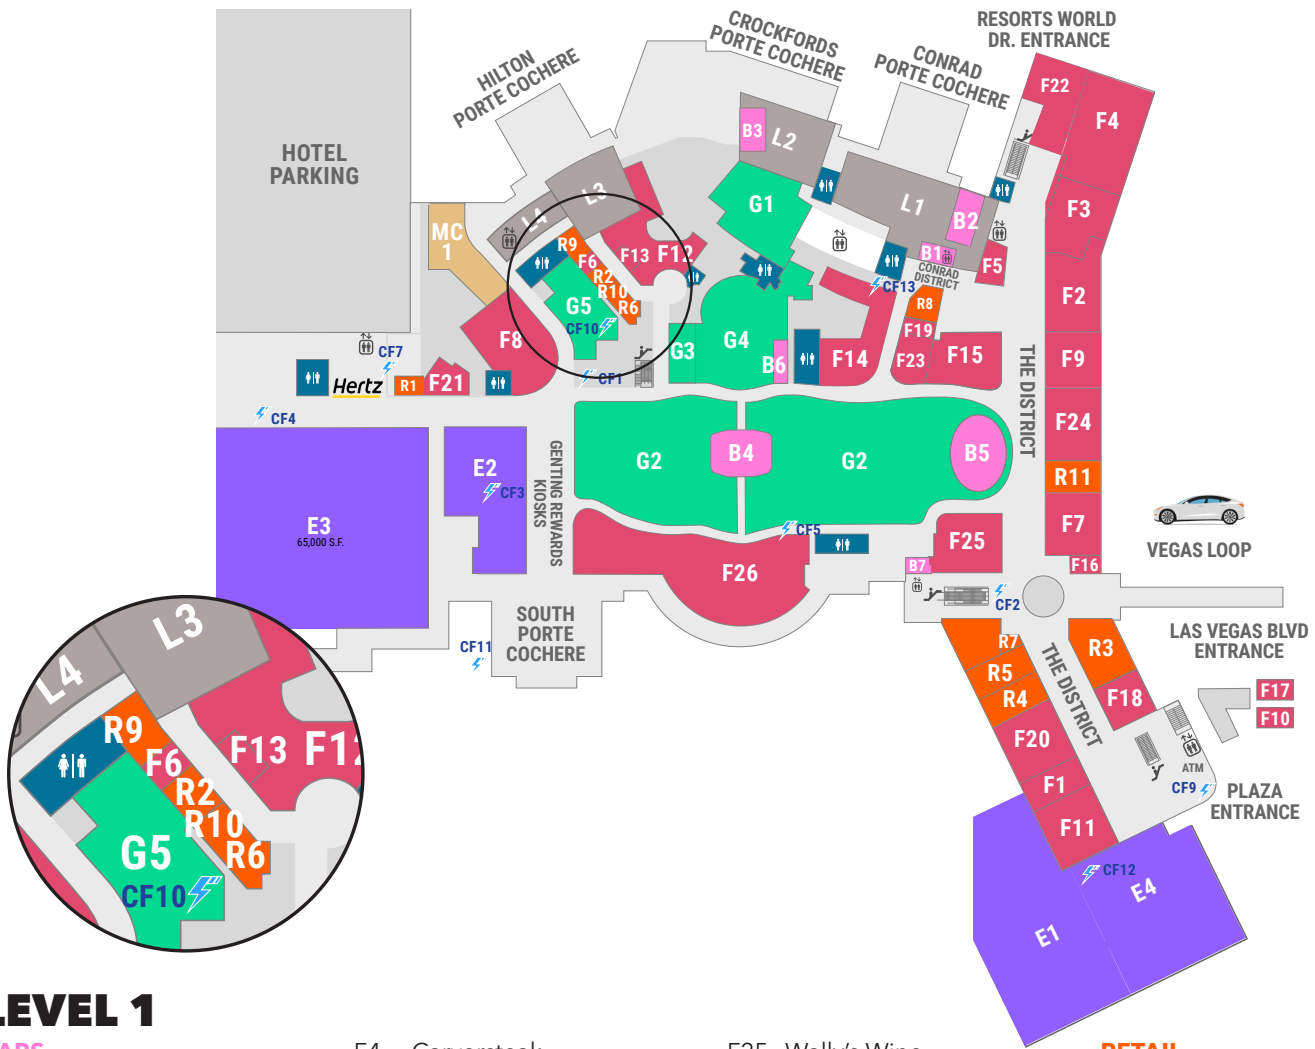 RESORTS WORLD
DR. ENTRANCE
CROCKFORDS
PORTE COCHERE
CONRAD
PORTE COCHERE
HILTON
PORTE COCHERE
HOTEL
PARKING
F22
F4
B3
L2
L3
L4
G1
L1
B2
F3
MC
1
R9
F6
F13
F12
R2
R10
R6
G5
CF10
B1
CONRAD
DISTRICT
F5
CF13
R8
F2
F8
G3
G4
B6
F14
F19
F23
F15
F9
CF7
Hertz
R1
F21
CF1
CF4
THE DISTRICT
F24
E2
CF3
GENTING REWARDS
KIOSKS
G2
B4
G2
B5
R11
E3
65,000 S.F.
CF5
F25
F7
VEGAS LOOP
F26
B7
F16
CF2
SOUTH
PORTE
COCHERE
CF11
LAS VEGAS BLVD
ENTRANCE
R7
R5
R4
THE DISTRICT
R3
F18
F17
F10
F20
F1
F11
ATM
CF9
PLAZA
ENTRANCE
CF12
E4
E1
L3
L4
R9
F6
F13
R2
R10
R6
G5
CF10
LEVEL 1
RETAIL